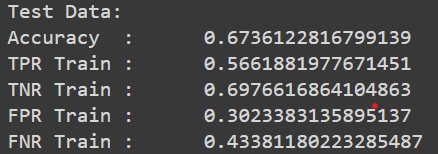 Test Data:
Accuracy  :      0.6736122816799139
TPR Train :      0.5661881977671451
TNR Train :      0.6976616864104863
FPR Train :      0.3023383135895137
FNR Train :      0.43381180223285487